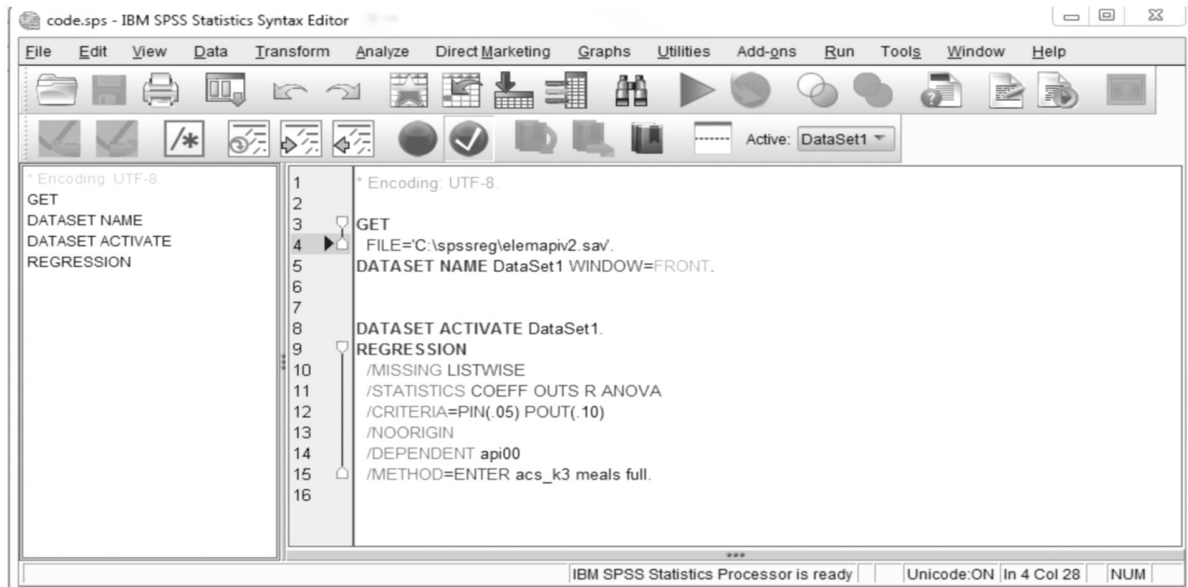 code.sps - IBM SPSS Statistics Syntax Editor
File Edit View Data Transform Analyze Direct Marketing Graphs Utilities Add-ons Run Tools Window Help
/* Active: DataSet1
* Encoding: UTF-8.
GET
DATASET NAME
DATASET ACTIVATE
REGRESSION
1 * Encoding: UTF-8.
2
3 GET
4 FILE='C:\spssreg\elemapiv2.sav'.
5 DATASET NAME DataSet1 WINDOW=FRONT.
6
7
8 DATASET ACTIVATE DataSet1.
9 REGRESSION
10 /MISSING LISTWISE
11 /STATISTICS COEFF OUTS R ANOVA
12 /CRITERIA=PIN(.05) POUT(.10)
13 /NOORIGIN
14 /DEPENDENT api00
15 /METHOD=ENTER acs_k3 meals full.
16
IBM SPSS Statistics Processor is ready Unicode:ON In 4 Col 28 NUM